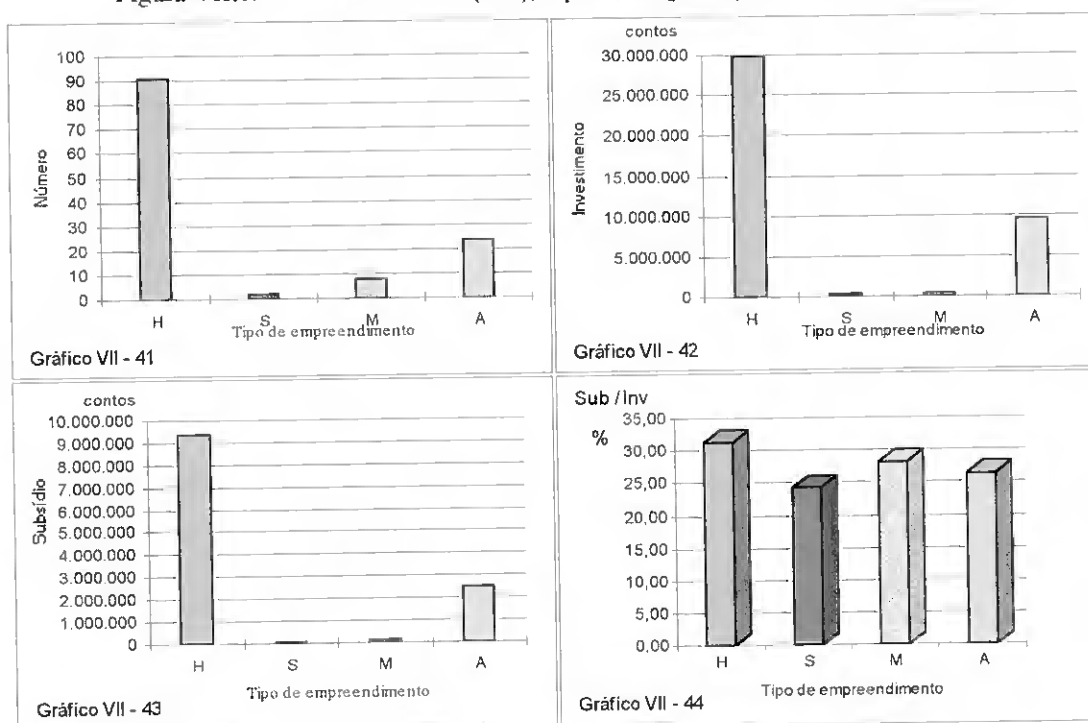 contos
100
90
80
70
60
50
40
30
20
10
0
Número
H S M A
Tipo de empreendimento
Gráfico VII - 41
contos
30.000.000
25.000.000
20.000.000
15.000.000
10.000.000
5.000.000
0
Investimento
H S M A
Tipo de empreendimento
Gráfico VII - 42
contos
10.000.000
9.000.000
8.000.000
7.000.000
6.000.000
5.000.000
4.000.000
3.000.000
2.000.000
1.000.000
0
Subsídio
H S M A
Tipo de empreendimento
Gráfico VII - 43
Sub /Inv
%
35,00
30,00
25,00
20,00
15,00
10,00
5,00
0,00
H S M A
Tipo de empreendimento
Gráfico VII - 44